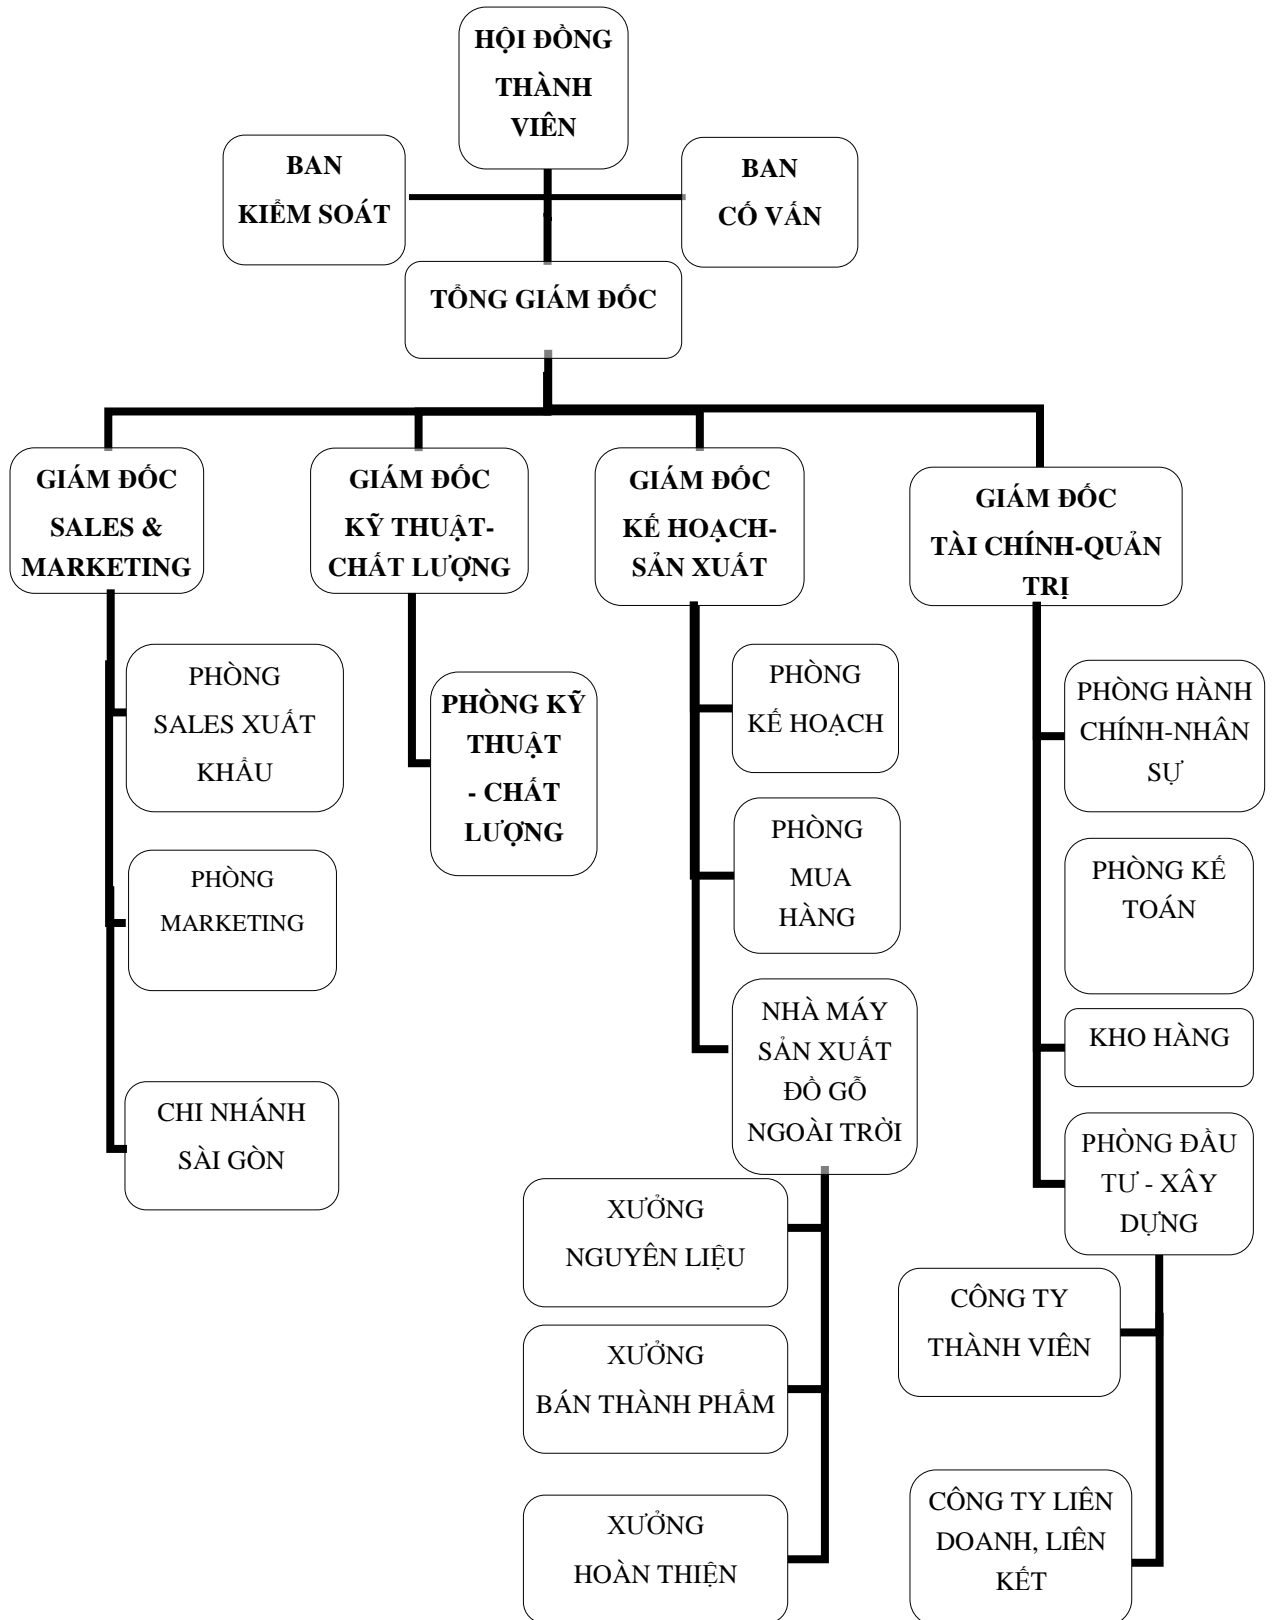 HỘI ĐỒNG
THÀNH
VIÊN
BAN
KIỂM SOÁT
BAN
CỐ VẤN
TỔNG GIÁM ĐỐC
GIÁM ĐỐC
SALES &
MARKETING
GIÁM ĐỐC
KỸ THUẬT-
CHẤT LƯỢNG
GIÁM ĐỐC
KẾ HOẠCH-
SẢN XUẤT
GIÁM ĐỐC
TÀI CHÍNH-QUẢN
TRỊ
PHÒNG
SALES XUẤT
KHẨU
PHÒNG
MARKETING
CHI NHÁNH
SÀI GÒN
PHÒNG KỸ
THUẬT
- CHẤT
LƯỢNG
PHÒNG
KẾ HOẠCH
PHÒNG
MUA
HÀNG
NHÀ MÁY
SẢN XUẤT
ĐỒ GỖ
NGOÀI TRỜI
XƯỞNG
NGUYÊN LIỆU
XƯỞNG
BÁN THÀNH PHẨM
XƯỞNG
HOÀN THIỆN
PHÒNG HÀNH
CHÍNH-NHÂN
SỰ
PHÒNG KẾ
TOÁN
KHO HÀNG
PHÒNG ĐẦU
TƯ - XÂY
DỰNG
CÔNG TY
THÀNH VIÊN
CÔNG TY LIÊN
DOANH, LIÊN
KẾT